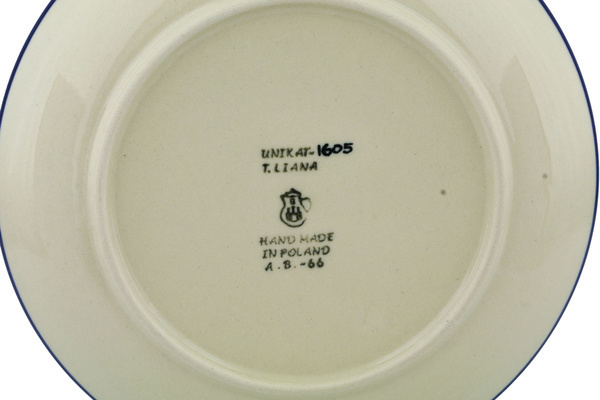 UNIKAT-1605
T. LIANA
HAND MADE
IN POLAND
A. B. -66